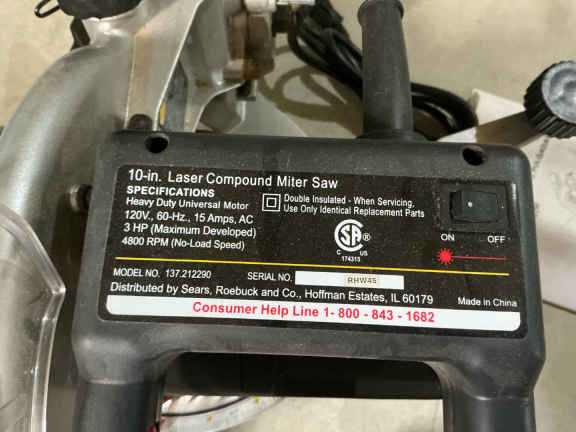 10-in. Laser Compound Miter Saw
SPECIFICATIONS
Heavy Duty Universal Motor
120V., 60-Hz., 15 Amps, AC
3 HP (Maximum Developed)
4800 RPM (No-Load Speed)
Double Insulated - When Servicing,
Use Only Identical Replacement Parts
SA ®
C US
174315
ON OFF
MODEL NO. 137.212290 SERIAL NO. RHW45
Distributed by Sears, Roebuck and Co., Hoffman Estates, IL 60179 Made in China
Consumer Help Line 1- 800 - 843 - 1682